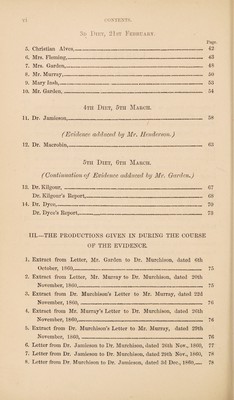 vi CONTENTS.
3D DIET, 21ST FEBRUARY.
Page.
5. Christian Alves, 42
6. Mrs. Fleming, 45
7. Mrs. Garden, 48
8. Mr. Murray, 50
9. Mary Insh, 53
10. Mr. Garden, 54
4TH DIET, 5TH MARCH.
11. Dr. Jamieson, 58
(Evidence adduced by Mr. Henderson.)
12. Dr. Macrobin, 65
5TH DIET, 6TH MARCH.
(Continuation of Evidence adduced by Mr. Garden.)
13. Dr. Kilgour, 67
Dr. Kilgour's Report, 68
14. Dr. Dyce, 70
Dr. Dyce's Report, 73
III.—THE PRODUCTIONS GIVEN IN DURING THE COURSE
OF THE EVIDENCE.
1. Extract from Letter, Mr. Garden to Dr. Murchison, dated 6th
October, 1860, 75
2. Extract from Letter, Mr. Murray to Dr. Murchison, dated 20th
November, 1860, 75
3. Extract from Dr. Murchison's Letter to Mr. Murray, dated 23d
November, 1860, 76
4. Extract from Mr. Murray's Letter to Dr. Murchison, dated 26th
November, 1860, 76
5. Extract from Dr. Murchison's Letter to Mr. Murray, dated 29th
November, 1860, 76
6. Letter from Dr. Jamieson to Dr. Murchison, dated 26th Nov., 1860, 77
7. Letter from Dr. Murchison to Dr. Jamieson, dated 29th Nov., 1860, 78
8. Letter from Dr. Murchison to Dr. Jamieson, dated 3d Dec., 1860, 78